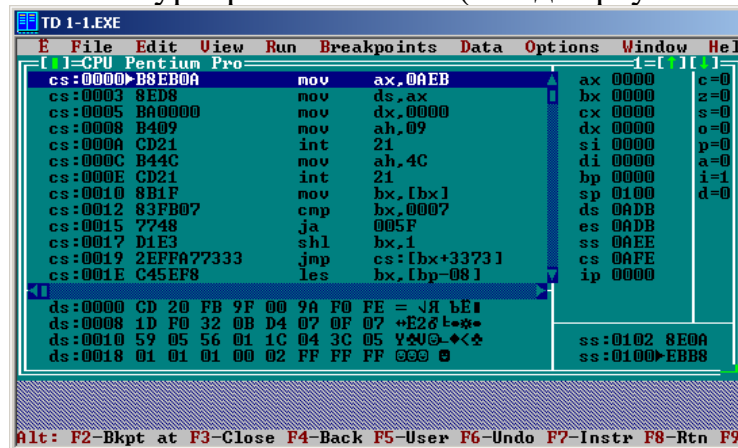 TD 1-1.EXE
Ё File Edit View Run Breakpoints Data Options Window Hel
[■]=CPU Pentium Pro 1=[↑][↓]
cs:0000►B8EB0A mov ax,0AEB ax 0000 c=0
cs:0003 8ED8 mov ds,ax bx 0000 z=0
cs:0005 BA0000 mov dx,0000 cx 0000 s=0
cs:0008 B409 mov ah,09 dx 0000 o=0
cs:000A CD21 int 21 si 0000 p=0
cs:000C B44C mov ah,4C di 0000 a=0
cs:000E CD21 int 21 bp 0000 i=1
cs:0010 8B1F mov bx,[bx] sp 0100 d=0
cs:0012 83FB07 cmp bx,0007 ds 0ADB
cs:0015 7748 ja 005F es 0ADB
cs:0017 D1E3 shl bx,1 ss 0AEE
cs:0019 2EFFA77333 jmp cs:[bx+3373] cs 0AFE
cs:001E C45EF8 les bx,[bp-08] ip 0000
ds:0000 CD 20 FB 9F 00 9A F0 FE = √Я ЬЁ■
ds:0008 1D F0 32 0B D4 07 0F 07 ↔Ё2♂╘•☼•
ds:0010 59 05 56 01 1C 04 3C 05 Y♣V☺∟♦<♣ ss:0102 8E0A
ds:0018 01 01 01 00 02 FF FF FF ☺☺☺ ☻ ss:0100►EBB8
Alt: F2-Bkpt at F3-Close F4-Back F5-User F6-Undo F7-Instr F8-Rtn F9